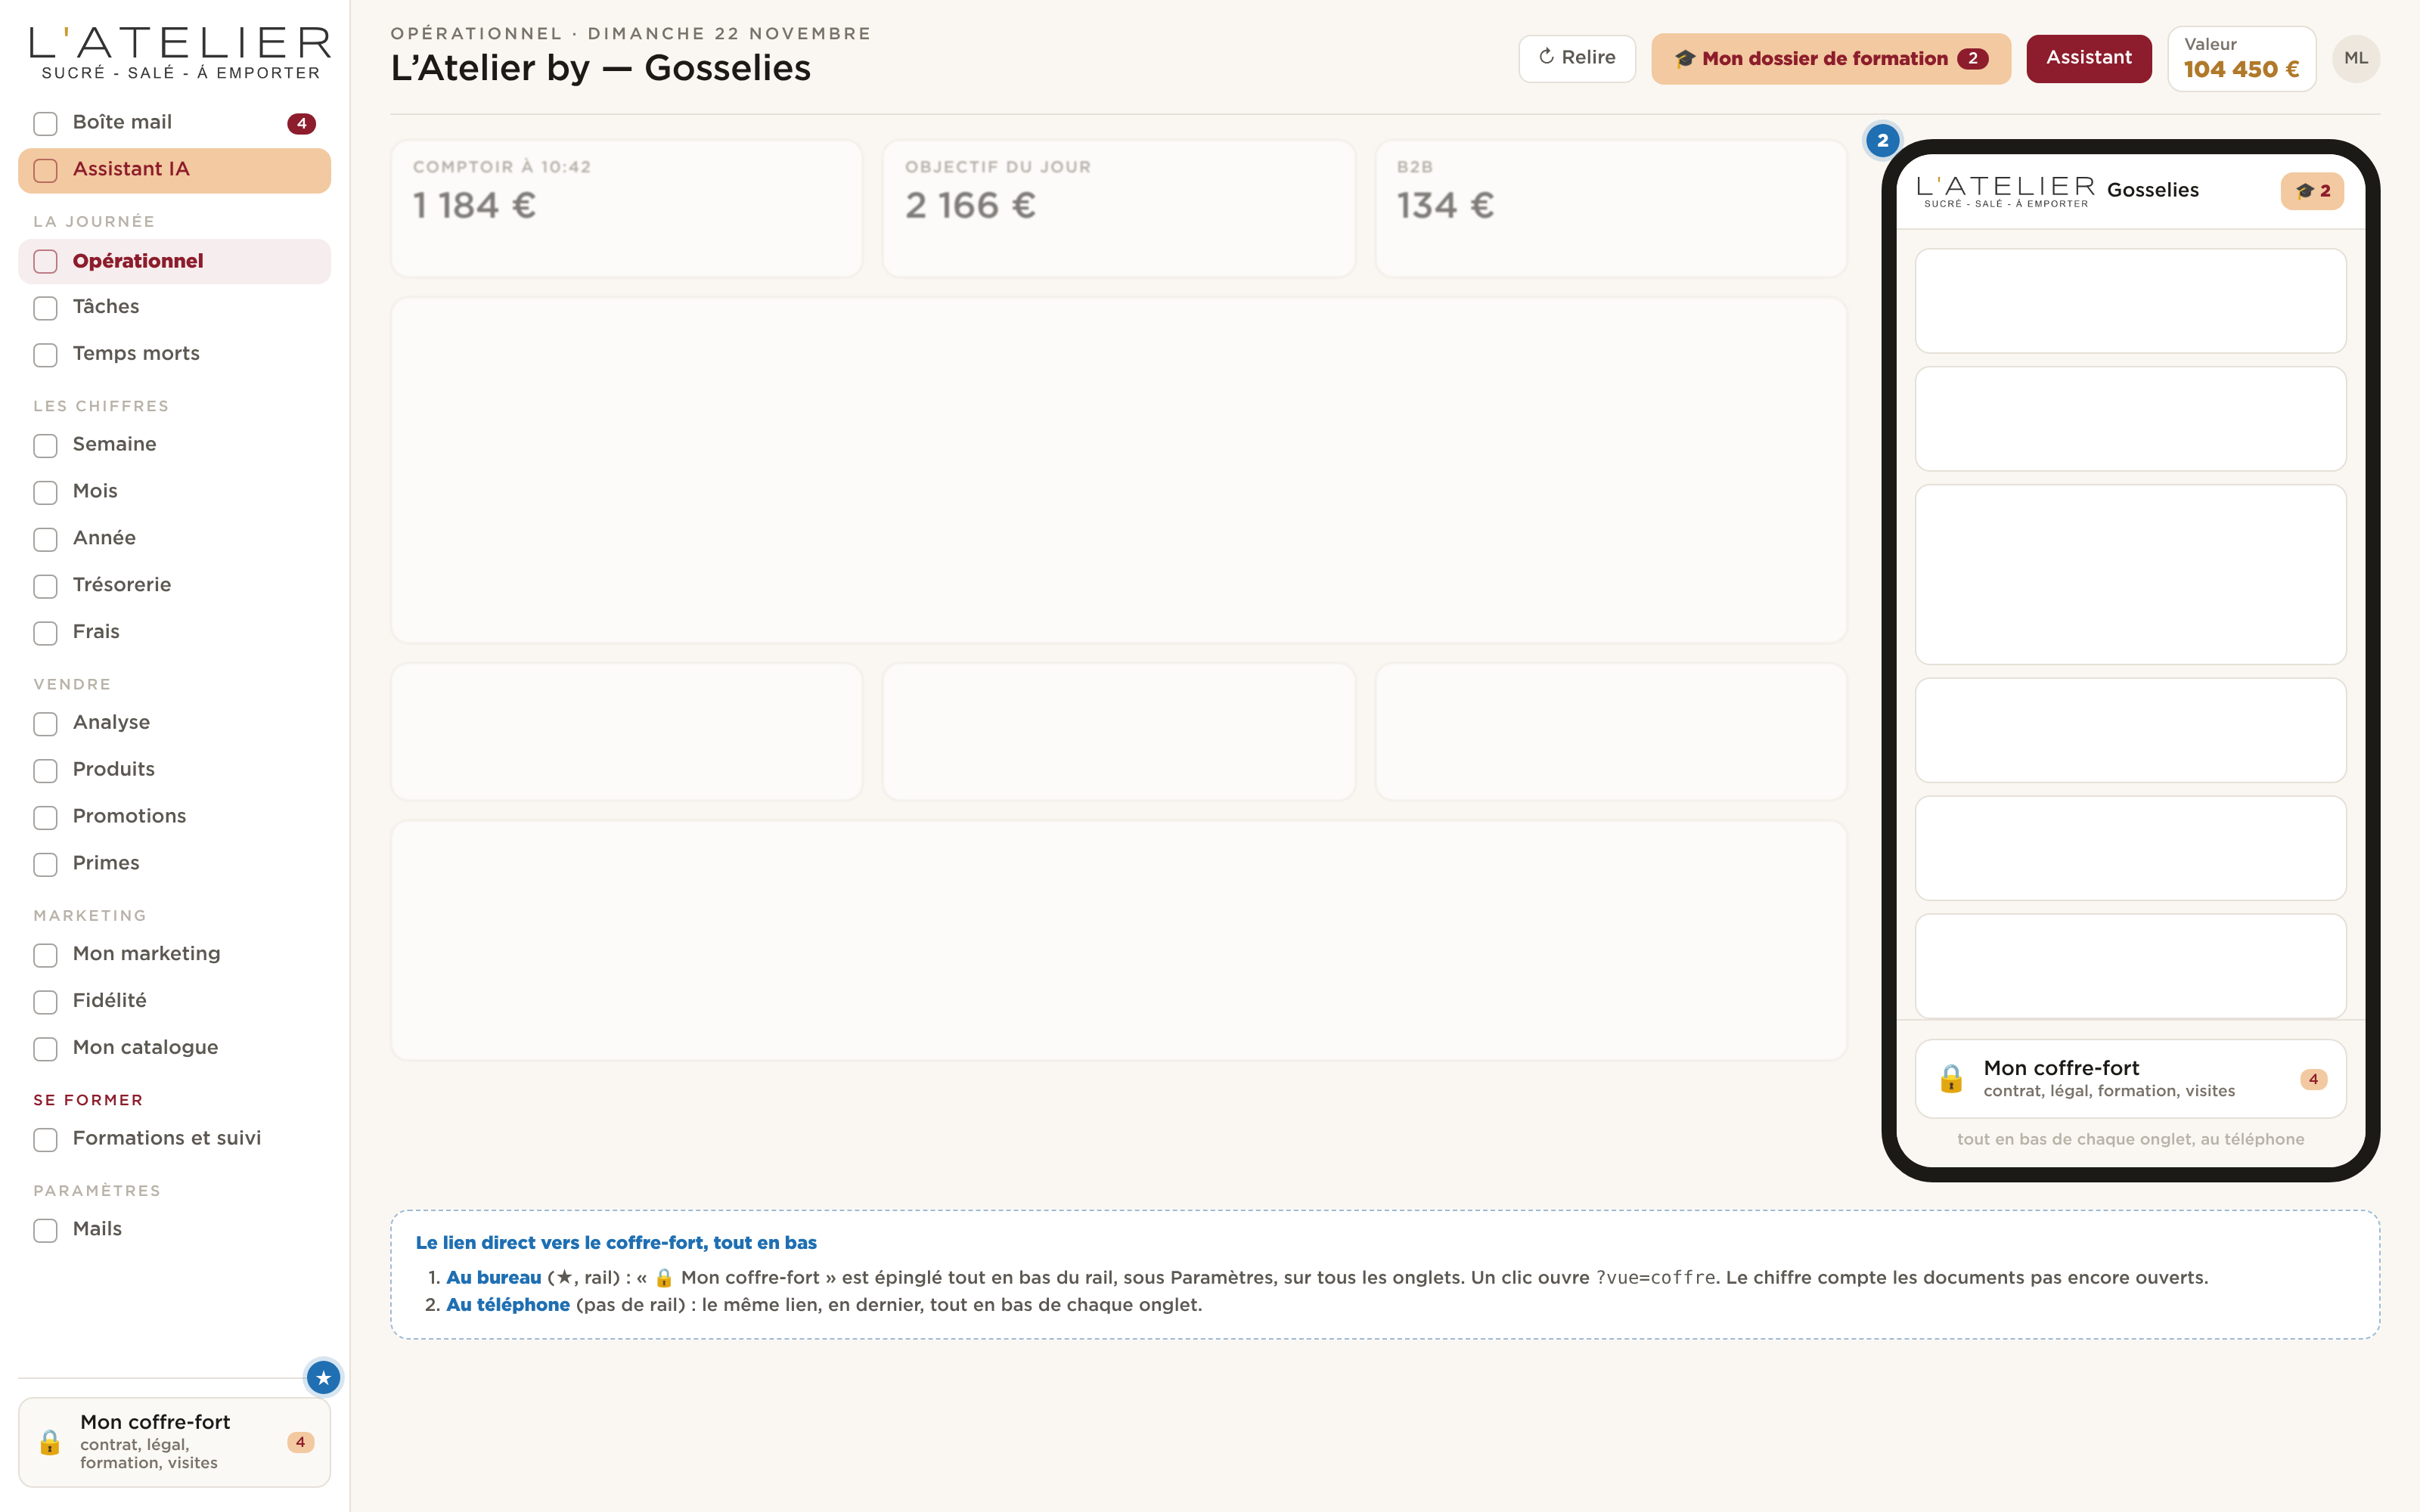 L'ATELIER
SUCRÉ - SALÉ - Á EMPORTER
Boîte mail 4
Assistant IA
LA JOURNÉE
Opérationnel
Tâches
Temps morts
LES CHIFFRES
Semaine
Mois
Année
Trésorerie
Frais
VENDRE
Analyse
Produits
Promotions
Primes
MARKETING
Mon marketing
Fidélité
Mon catalogue
SE FORMER
Formations et suivi
PARAMÈTRES
Mails
★
🔒 Mon coffre-fort 4
contrat, légal,
formation, visites
OPÉRATIONNEL · DIMANCHE 22 NOVEMBRE
L’Atelier by — Gosselies
↻ Relire
🎓 Mon dossier de formation 2
Assistant
Valeur
104 450 €
ML
COMPTOIR À 10:42
1 184 €
OBJECTIF DU JOUR
2 166 €
B2B
134 €
2
L'ATELIER Gosselies 🎓 2
SUCRÉ - SALÉ - Á EMPORTER
🔒 Mon coffre-fort 4
contrat, légal, formation, visites
tout en bas de chaque onglet, au téléphone
Le lien direct vers le coffre-fort, tout en bas
1. Au bureau (★, rail) : « 🔒 Mon coffre-fort » est épinglé tout en bas du rail, sous Paramètres, sur tous les onglets. Un clic ouvre ?vue=coffre. Le chiffre compte les documents pas encore ouverts.
2. Au téléphone (pas de rail) : le même lien, en dernier, tout en bas de chaque onglet.